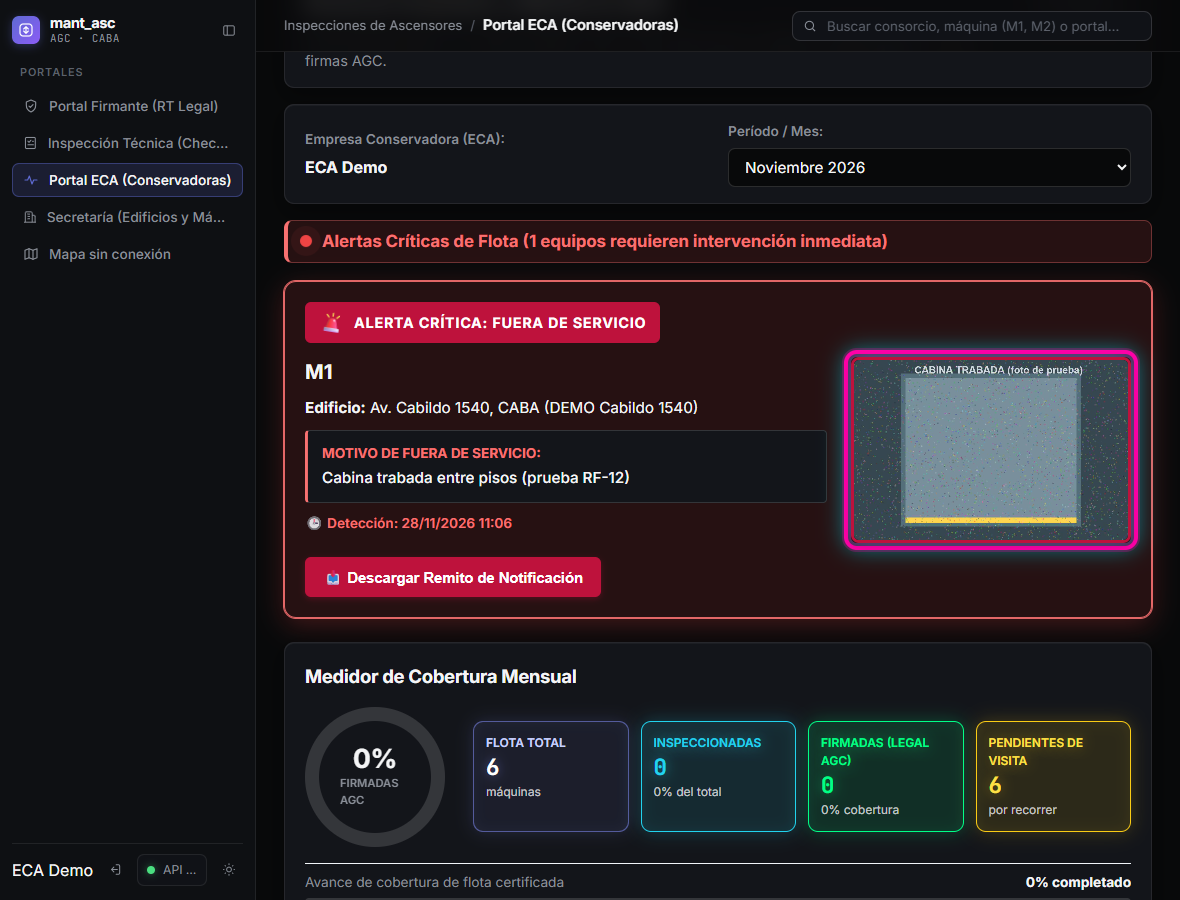 mant_asc
AGC · CABA
PORTALES
Portal Firmante (RT Legal)
Inspección Técnica (Chec...
Portal ECA (Conservadoras)
Secretaría (Edificios y Má...
Mapa sin conexión
ECA Demo
API ...
Inspecciones de Ascensores / Portal ECA (Conservadoras)
Buscar consorcio, máquina (M1, M2) o portal...
firmas AGC.
Empresa Conservadora (ECA):
ECA Demo
Período / Mes:
Noviembre 2026
Alertas Críticas de Flota (1 equipos requieren intervención inmediata)
ALERTA CRÍTICA: FUERA DE SERVICIO
M1
Edificio: Av. Cabildo 1540, CABA (DEMO Cabildo 1540)
MOTIVO DE FUERA DE SERVICIO:
Cabina trabada entre pisos (prueba RF-12)
Detección: 28/11/2026 11:06
Descargar Remito de Notificación
CABINA TRABADA (foto de prueba)
Medidor de Cobertura Mensual
0%
FIRMADAS
AGC
FLOTA TOTAL
6
máquinas
INSPECCIONADAS
0
0% del total
FIRMADAS (LEGAL
AGC)
0
0% cobertura
PENDIENTES DE
VISITA
6
por recorrer
Avance de cobertura de flota certificada
0% completado